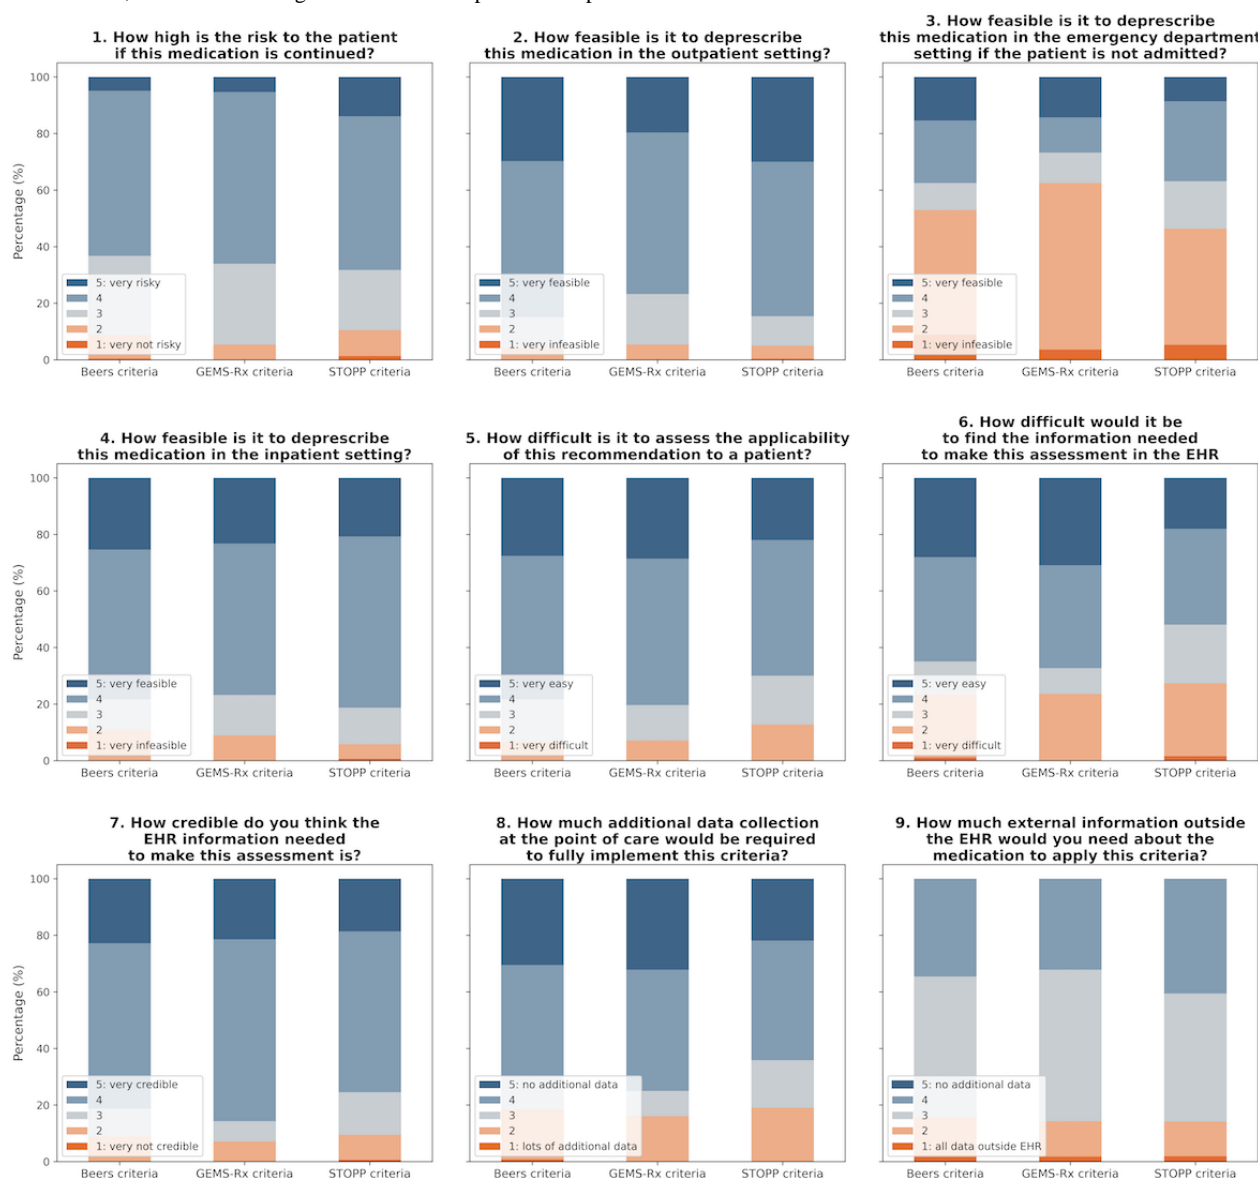 1. How high is the risk to the patient
if this medication is continued?
2. How feasible is it to deprescribe
this medication in the outpatient setting?
3. How feasible is it to deprescribe
this medication in the emergency department
setting if the patient is not admitted?
Percentage (%)
100
80
60
40
20
0
5: very risky
4
3
2
1: very not risky
Beers criteria
GEMS-Rx criteria
STOPP criteria
5: very feasible
4
3
2
1: very infeasible
Beers criteria
GEMS-Rx criteria
STOPP criteria
5: very feasible
4
3
2
1: very infeasible
Beers criteria
GEMS-Rx criteria
STOPP criteria
4. How feasible is it to deprescribe
this medication in the inpatient setting?
5. How difficult is it to assess the applicability
of this recommendation to a patient?
6. How difficult would it be
to find the information needed
to make this assessment in the EHR
Percentage (%)
100
80
60
40
20
0
5: very feasible
4
3
2
1: very infeasible
Beers criteria
GEMS-Rx criteria
STOPP criteria
5: very easy
4
3
2
1: very difficult
Beers criteria
GEMS-Rx criteria
STOPP criteria
5: very easy
4
3
2
1: very difficult
Beers criteria
GEMS-Rx criteria
STOPP criteria
7. How credible do you think the
EHR information needed
to make this assessment is?
8. How much additional data collection
at the point of care would be required
to fully implement this criteria?
9. How much external information outside
the EHR would you need about the
medication to apply this criteria?
Percentage (%)
100
80
60
40
20
0
5: very credible
4
3
2
1: very not credible
Beers criteria
GEMS-Rx criteria
STOPP criteria
5: no additional data
4
3
2
1: lots of additional data
Beers criteria
GEMS-Rx criteria
STOPP criteria
5: no additional data
4
3
2
1: all data outside EHR
Beers criteria
GEMS-Rx criteria
STOPP criteria